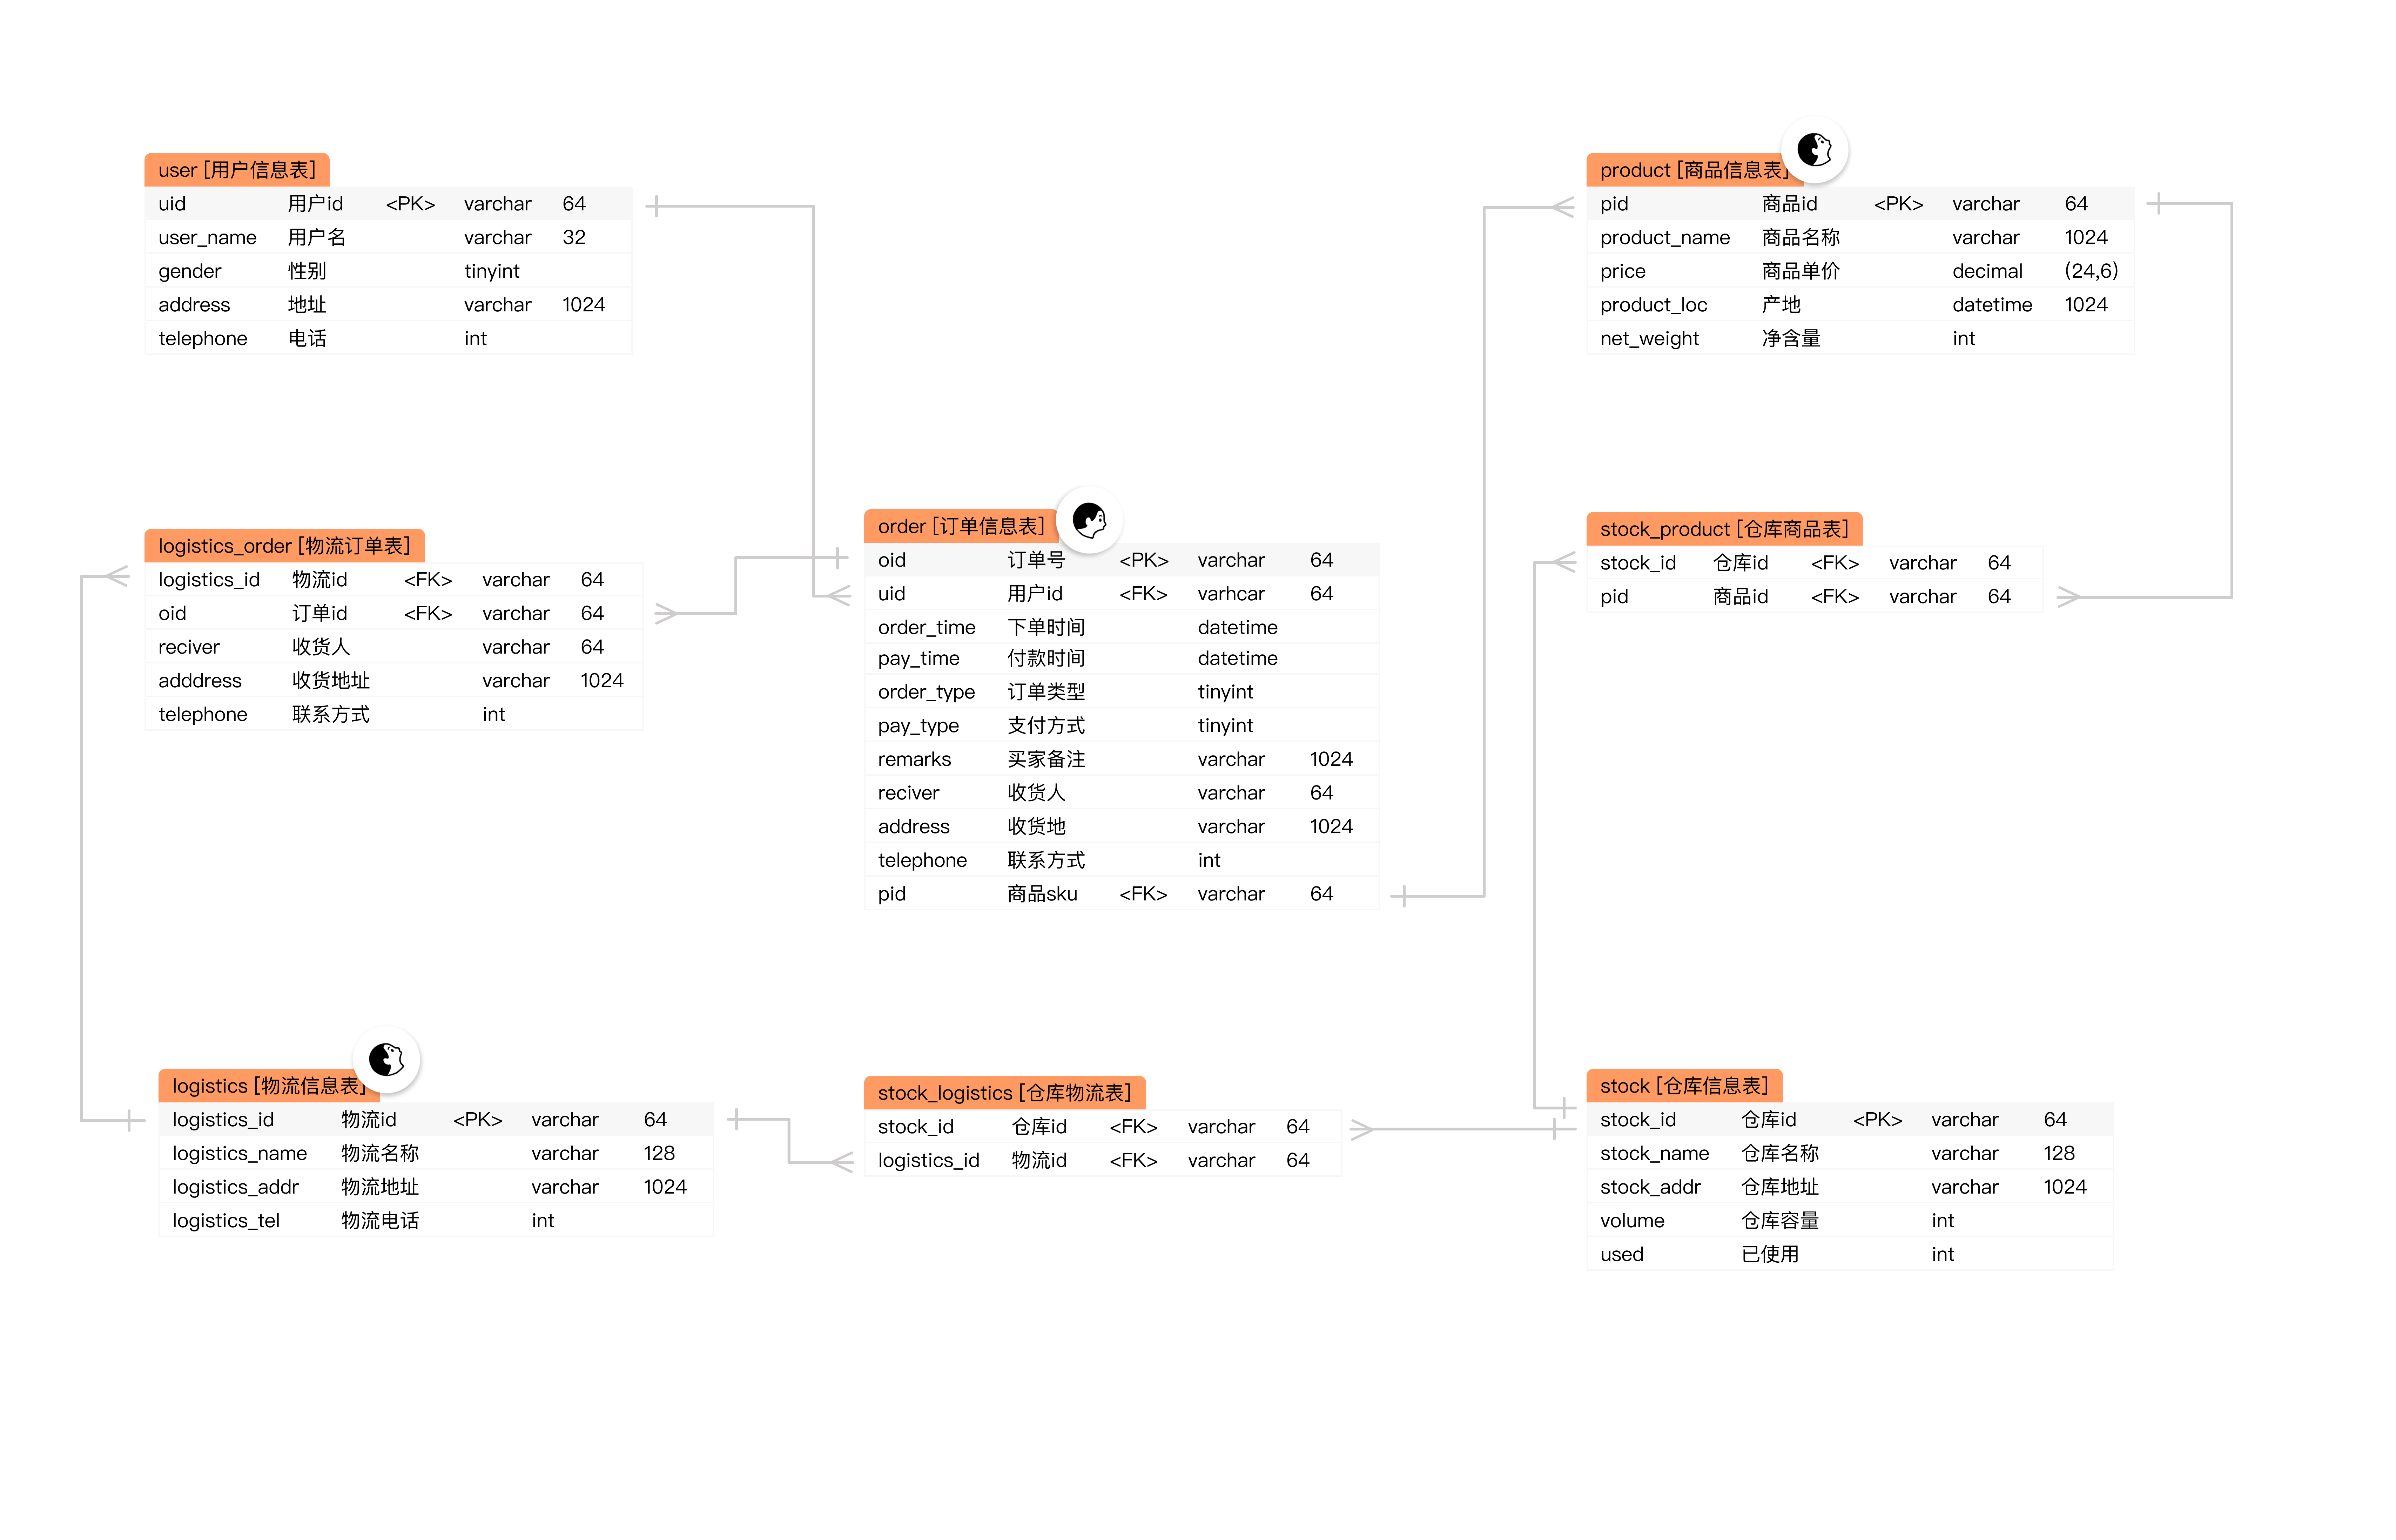 user [用户信息表]
uid 用户id <PK> varchar 64
user_name 用户名 varchar 32
gender 性别 tinyint
address 地址 varchar 1024
telephone 电话 int
product [商品信息表]
pid 商品id <PK> varchar 64
product_name 商品名称 varchar 1024
price 商品单价 decimal (24,6)
product_loc 产地 datetime 1024
net_weight 净含量 int
logistics_order [物流订单表]
logistics_id 物流id <FK> varchar 64
oid 订单id <FK> varchar 64
reciver 收货人 varchar 64
adddress 收货地址 varchar 1024
telephone 联系方式 int
order [订单信息表]
oid 订单号 <PK> varchar 64
uid 用户id <FK> varhcar 64
order_time 下单时间 datetime
pay_time 付款时间 datetime
order_type 订单类型 tinyint
pay_type 支付方式 tinyint
remarks 买家备注 varchar 1024
reciver 收货人 varchar 64
address 收货地 varchar 1024
telephone 联系方式 int
pid 商品sku <FK> varchar 64
stock_product [仓库商品表]
stock_id 仓库id <FK> varchar 64
pid 商品id <FK> varchar 64
logistics [物流信息表]
logistics_id 物流id <PK> varchar 64
logistics_name 物流名称 varchar 128
logistics_addr 物流地址 varchar 1024
logistics_tel 物流电话 int
stock_logistics [仓库物流表]
stock_id 仓库id <FK> varchar 64
logistics_id 物流id <FK> varchar 64
stock [仓库信息表]
stock_id 仓库id <PK> varchar 64
stock_name 仓库名称 varchar 128
stock_addr 仓库地址 varchar 1024
volume 仓库容量 int
used 已使用 int